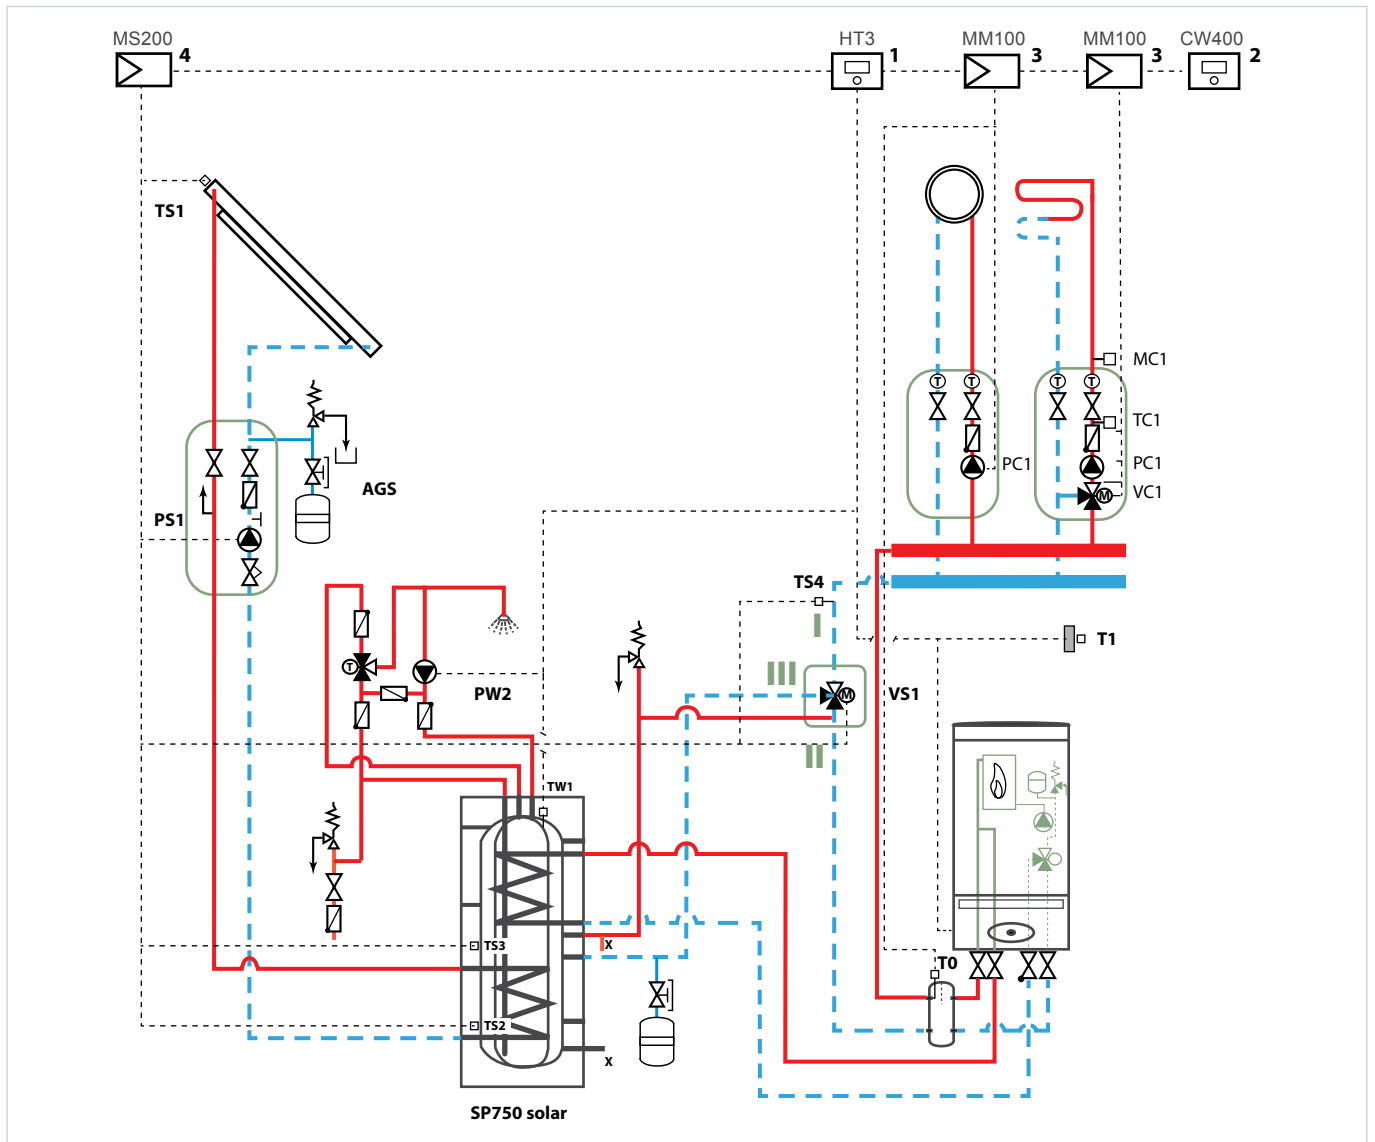 MS200 HT3 MM100 MM100 CW400
4 1 3 3 2
TS1
MC1
T T T T
TC1
AGS
PC1 PC1
VC1
M
PS1
TS4
I
T1
T
III
PW2
M
VS1
II
TW1
TS3
x
T0
TS2
x
SP750 solar